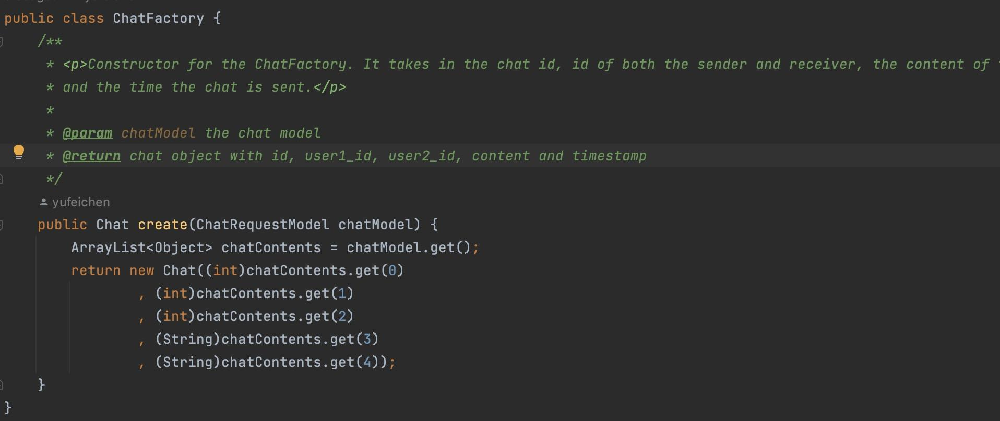 public class ChatFactory {
/**
* <p>Constructor for the ChatFactory. It takes in the chat id, id of both the sender and receiver, the content of
* and the time the chat is sent.</p>
*
* @param chatModel the chat model
* @return chat object with id, user1_id, user2_id, content and timestamp
*/
yufeichen
public Chat create(ChatRequestModel chatModel) {
ArrayList<Object> chatContents = chatModel.get();
return new Chat((int)chatContents.get(0)
, (int)chatContents.get(1)
, (int)chatContents.get(2)
, (String)chatContents.get(3)
, (String)chatContents.get(4));
}
}